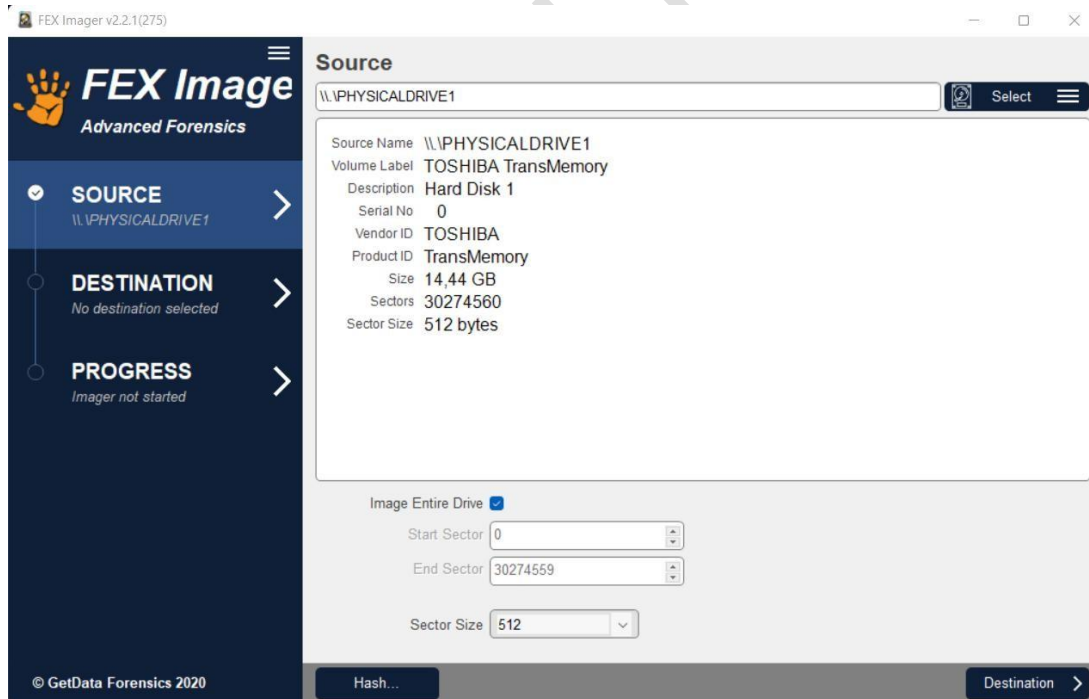 FEX Imager v2.2.1(275)
FEX Image
Advanced Forensics
SOURCE
\\.\PHYSICALDRIVE1
DESTINATION
No destination selected
PROGRESS
Imager not started
© GetData Forensics 2020
Source
\\.\PHYSICALDRIVE1
Select
Source Name \\.\PHYSICALDRIVE1
Volume Label TOSHIBA TransMemory
Description Hard Disk 1
Serial No 0
Vendor ID TOSHIBA
Product ID TransMemory
Size 14,44 GB
Sectors 30274560
Sector Size 512 bytes
Image Entire Drive
Start Sector 0
End Sector 30274559
Sector Size 512
Hash...
Destination